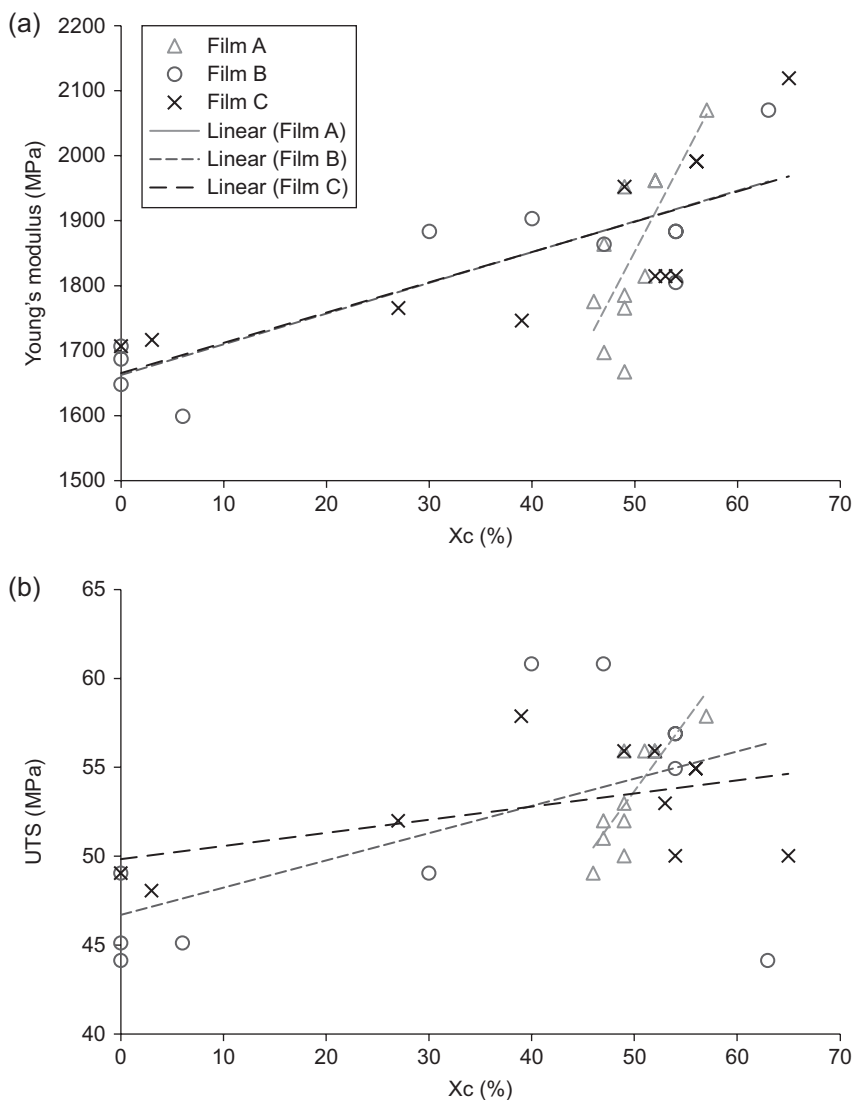 (a)
2200
2100
2000
1900
1800
1700
1600
1500
Young's modulus (MPa)
Film A
Film B
Film C
Linear (Film A)
Linear (Film B)
Linear (Film C)
0 10 20 30 40 50 60 70
Xc (%)
(b)
65
60
55
50
45
40
UTS (MPa)
0 10 20 30 40 50 60 70
Xc (%)